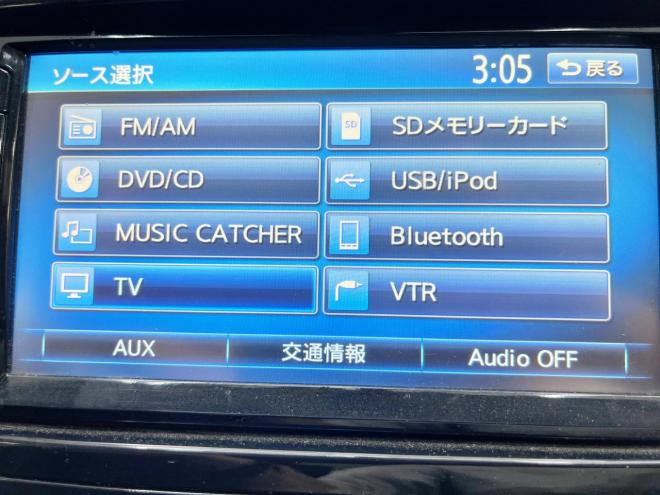 ソース選択 3:05 戻る
FM/AM SDメモリーカード
SD
DVD/CD USB/iPod
MUSIC CATCHER Bluetooth
TV VTR
AUX 交通情報 Audio OFF